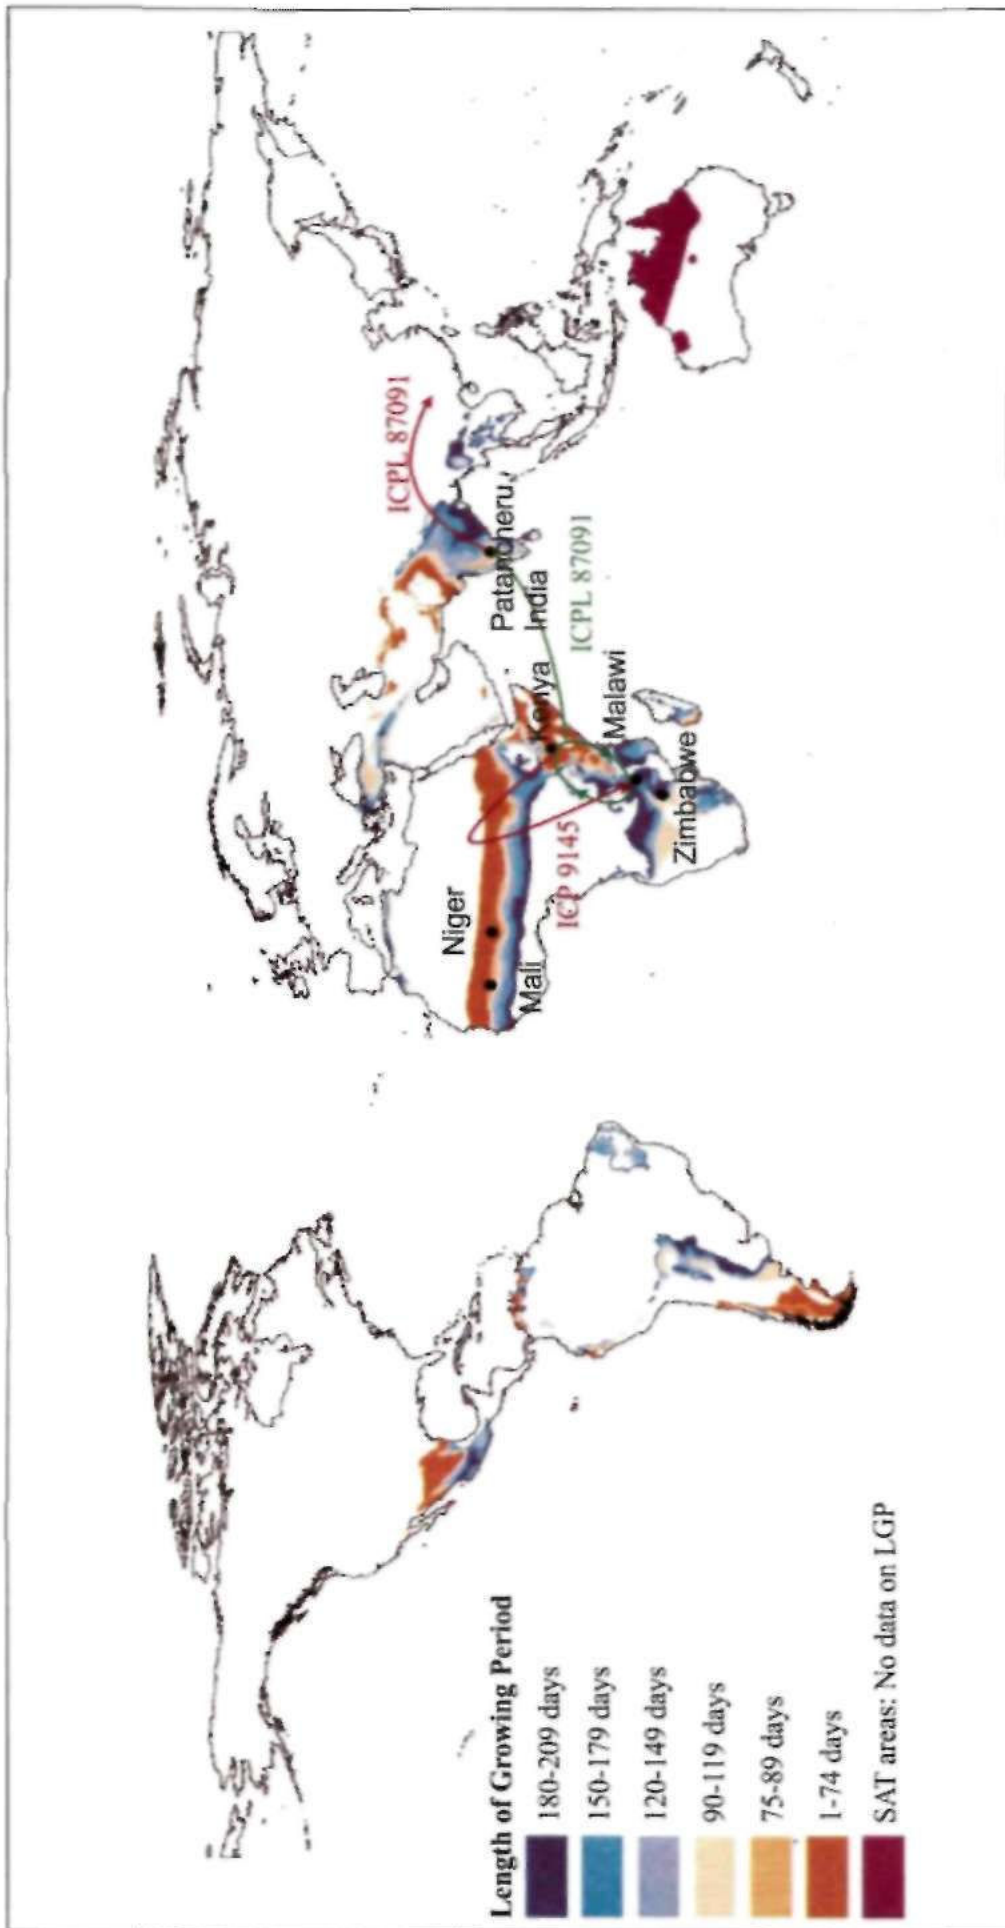 ICPL 87091
Patancheru,
India
ICPL 87091
Kenya
Malawi
Niger
Mali
ICP 9145
Zimbabwe
Length of Growing Period
180-209 days
150-179 days
120-149 days
90-119 days
75-89 days
1-74 days
SAT areas: No data on LGP